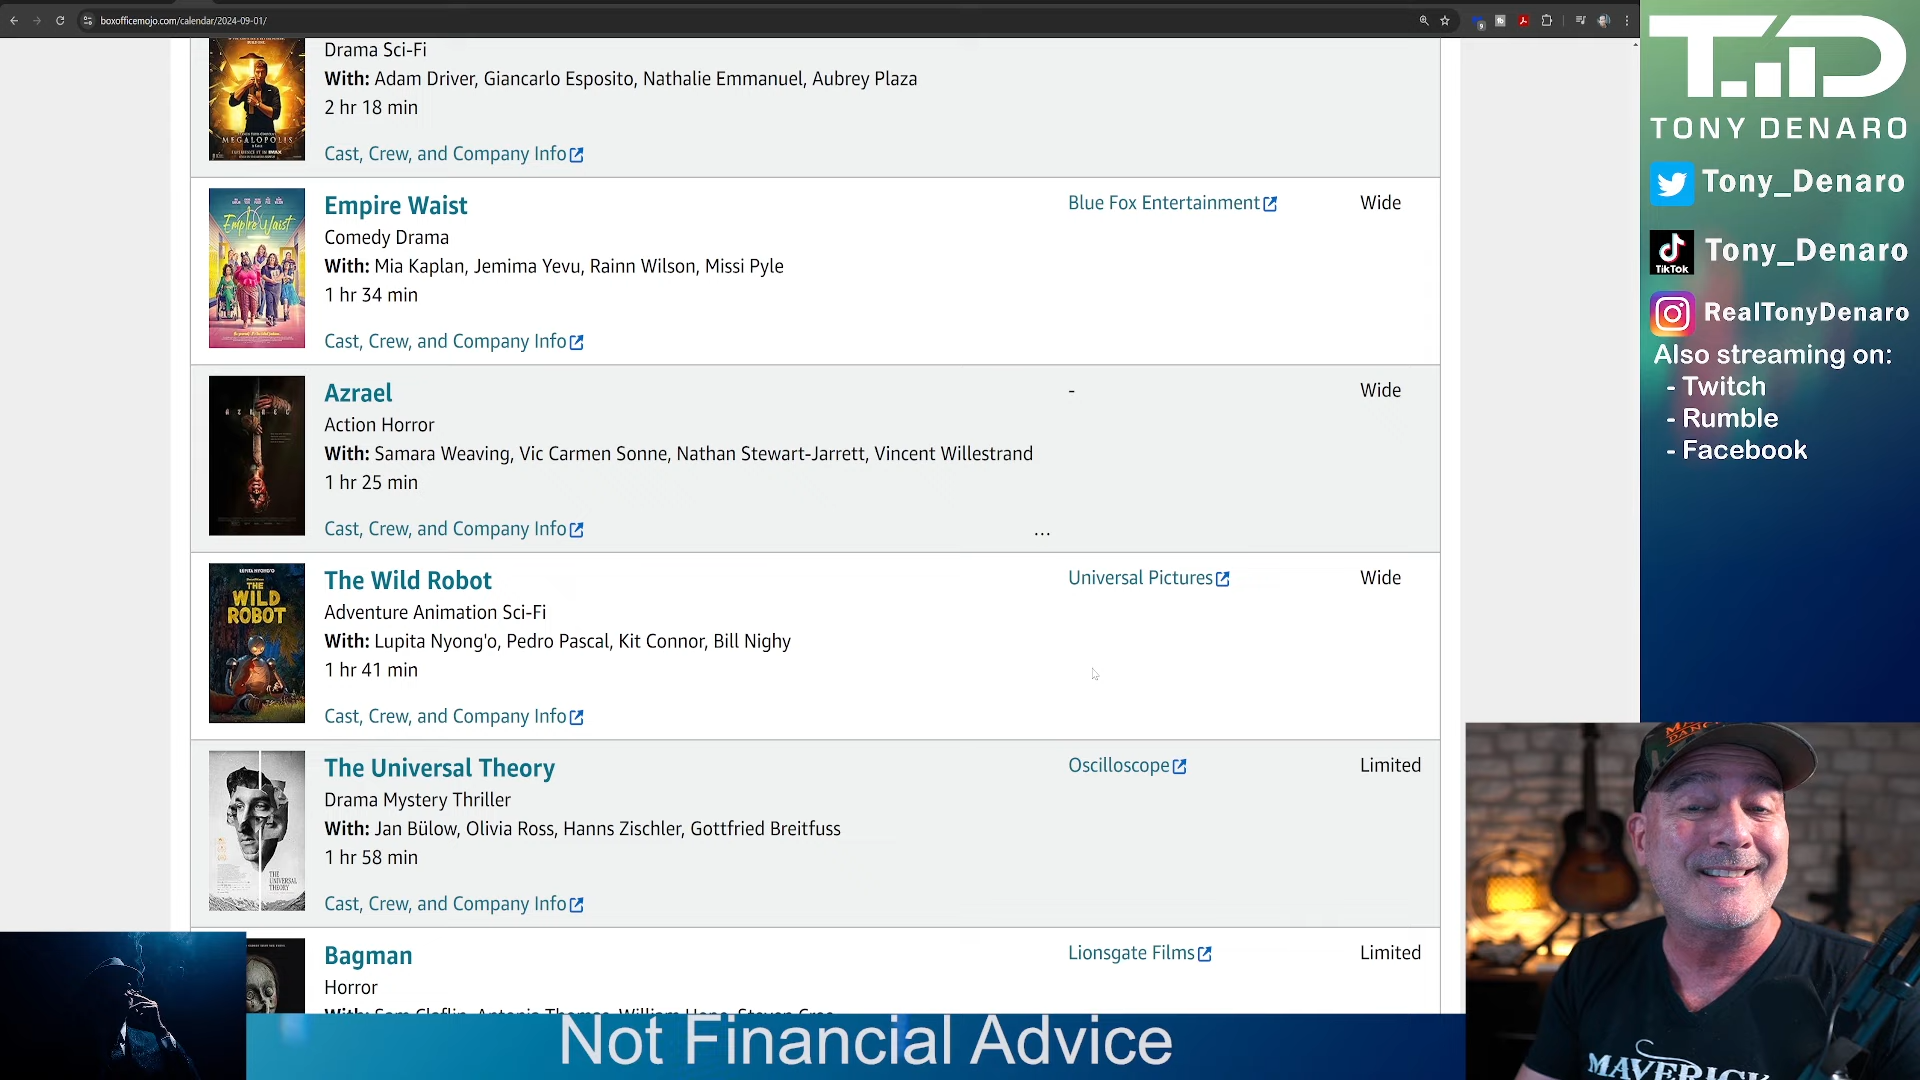 boxofficemojo.com/calendar/2024-09-01/
Drama Sci-Fi
With: Adam Driver, Giancarlo Esposito, Nathalie Emmanuel, Aubrey Plaza
2 hr 18 min
MEGALOPOLIS
Cast, Crew, and Company Info
Empire Waist
Empire Waist
Blue Fox Entertainment
Wide
Comedy Drama
With: Mia Kaplan, Jemima Yevu, Rainn Wilson, Missi Pyle
1 hr 34 min
Cast, Crew, and Company Info
AZRAEL
Azrael
-
Wide
Action Horror
With: Samara Weaving, Vic Carmen Sonne, Nathan Stewart-Jarrett, Vincent Willestrand
1 hr 25 min
Cast, Crew, and Company Info
...
LUPITA NYONG'O
THE
WILD
ROBOT
The Wild Robot
Universal Pictures
Wide
Adventure Animation Sci-Fi
With: Lupita Nyong'o, Pedro Pascal, Kit Connor, Bill Nighy
1 hr 41 min
Cast, Crew, and Company Info
THE
UNIVERSAL
THEORY
The Universal Theory
Oscilloscope
Limited
Drama Mystery Thriller
With: Jan Bülow, Olivia Ross, Hanns Zischler, Gottfried Breitfuss
1 hr 58 min
Cast, Crew, and Company Info
Bagman
Lionsgate Films
Limited
Horror
Not Financial Advice
T.D
TONY DENARO
Tony_Denaro
TikTok
Tony_Denaro
RealTonyDenaro
Also streaming on:
- Twitch
- Rumble
- Facebook
MAVERICK